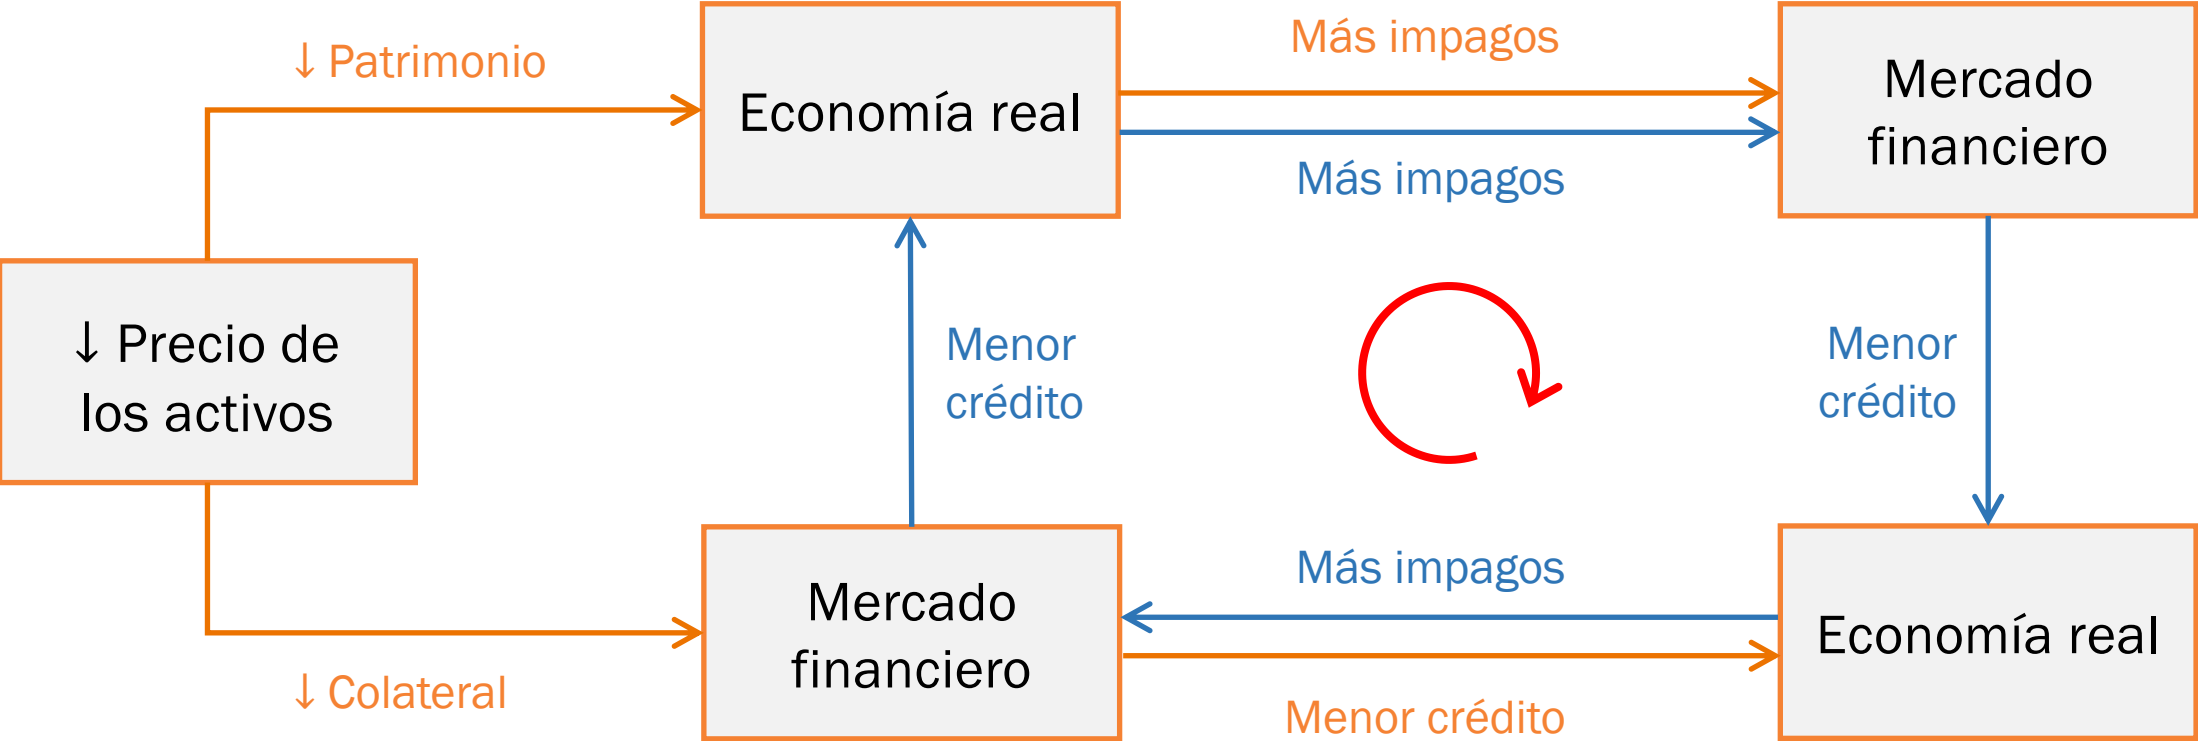 ↓ Patrimonio
Economía real
Más impagos
Más impagos
Mercado
financiero
↓ Precio de
los activos
Menor
crédito
Menor
crédito
↓ Colateral
Mercado
financiero
Más impagos
Menor crédito
Economía real